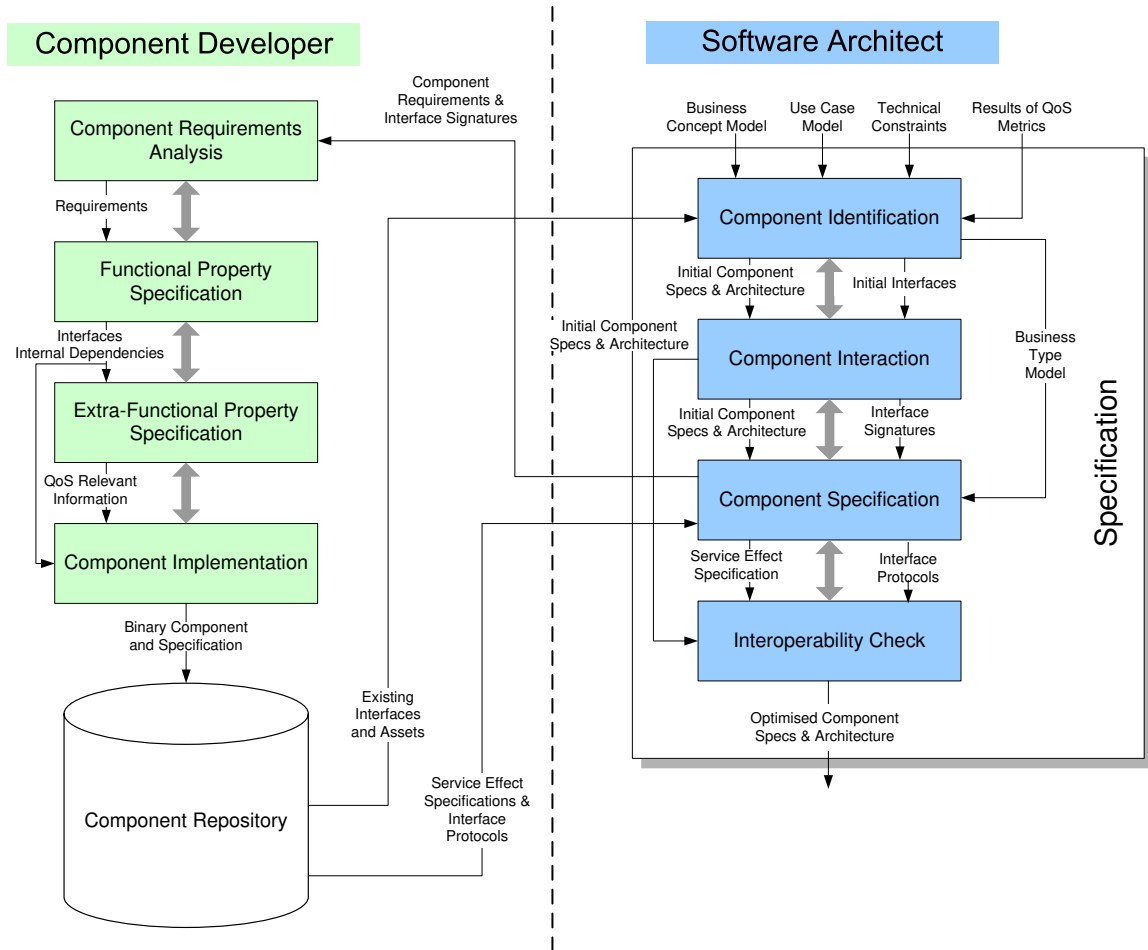 Component Developer
Software Architect
Component
Requirements &
Interface Signatures
Business
Concept Model
Use Case
Model
Technical
Constraints
Results of QoS
Metrics
Component Requirements
Analysis
Requirements
Functional Property
Specification
Interfaces
Internal Dependencies
Extra-Functional Property
Specification
QoS Relevant
Information
Component Implementation
Binary Component
and Specification
Component Repository
Existing
Interfaces
and Assets
Service Effect
Specifications &
Interface
Protocols
Component Identification
Initial Component
Specs & Architecture
Initial Interfaces
Initial Component
Specs & Architecture
Component Interaction
Business
Type
Model
Initial Component
Specs & Architecture
Interface
Signatures
Component Specification
Service Effect
Specification
Interface
Protocols
Interoperability Check
Optimised Component
Specs & Architecture
Specification